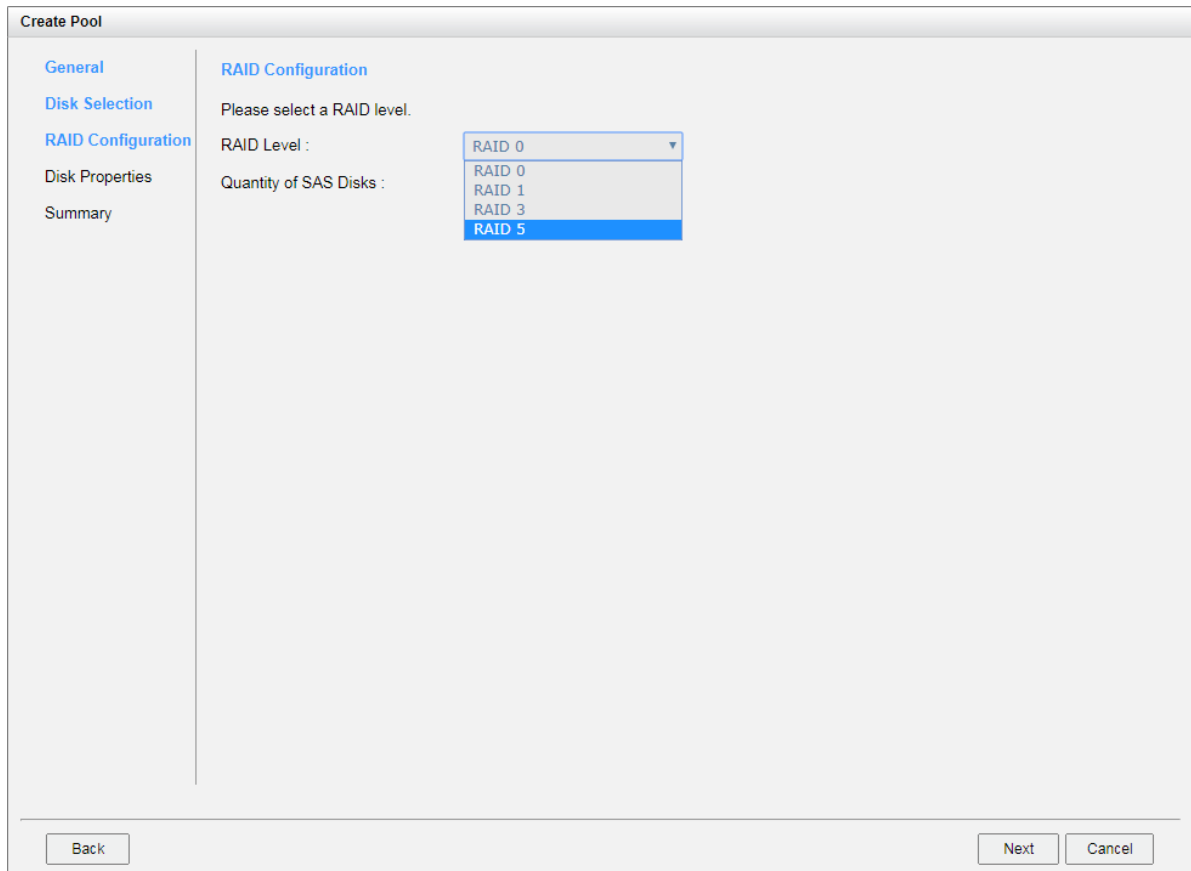 Create Pool
General
Disk Selection
RAID Configuration
Disk Properties
Summary
RAID Configuration
Please select a RAID level.
RAID Level : RAID 0
RAID 0
RAID 1
RAID 3
RAID 5
Quantity of SAS Disks :
Back Next Cancel